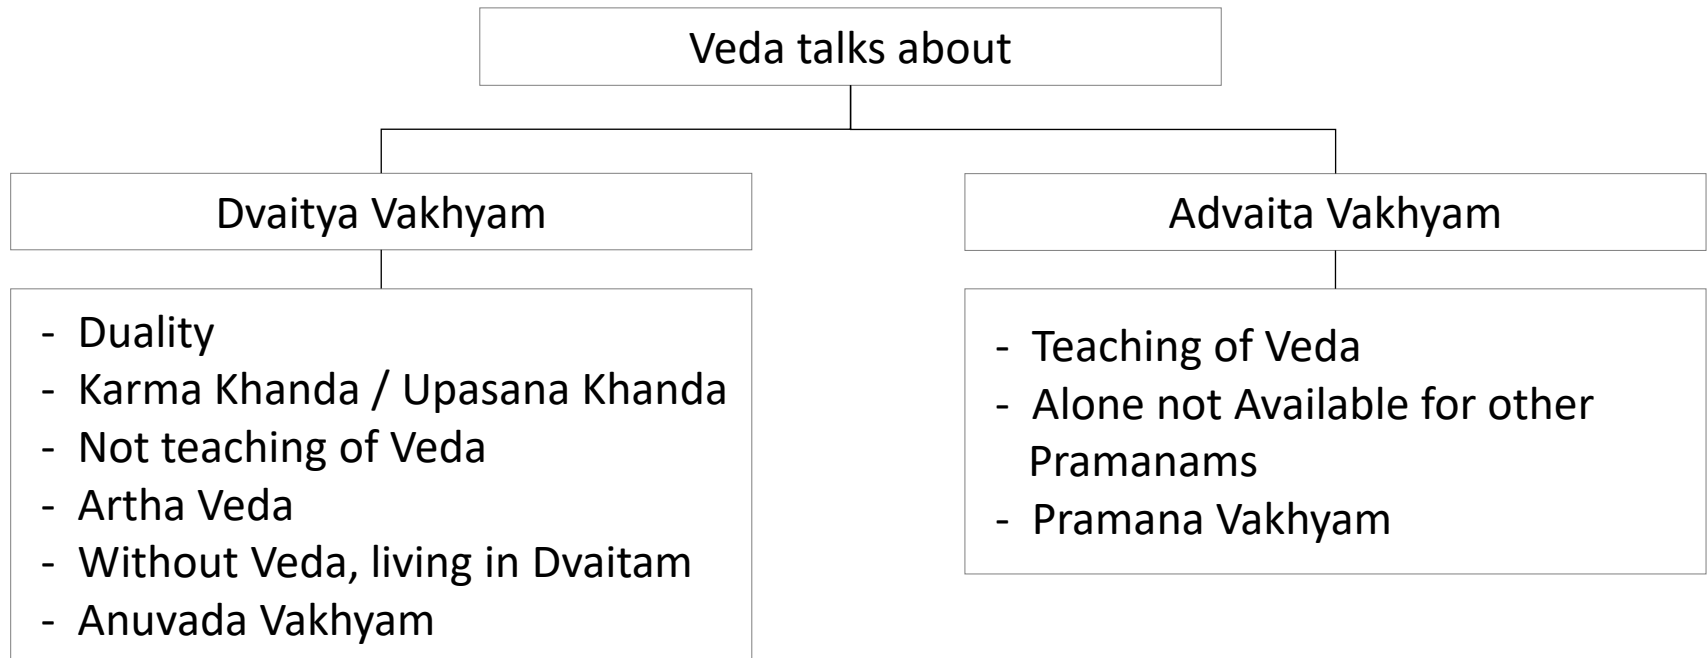 Veda talks about
Dvaitya Vakhyam
- Duality
- Karma Khanda / Upasana Khanda
- Not teaching of Veda
- Artha Veda
- Without Veda, living in Dvaitam
- Anuvada Vakhyam
Advaita Vakhyam
- Teaching of Veda
- Alone not Available for other
Pramanams
- Pramana Vakhyam